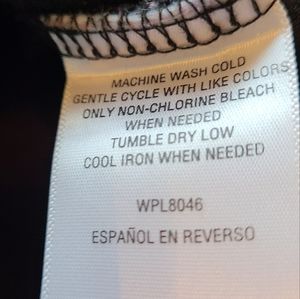 MACHINE WASH COLD
GENTLE CYCLE WITH LIKE COLORS
ONLY NON-CHLORINE BLEACH
WHEN NEEDED
TUMBLE DRY LOW
COOL IRON WHEN NEEDED
WPL8046
ESPAÑOL EN REVERSO